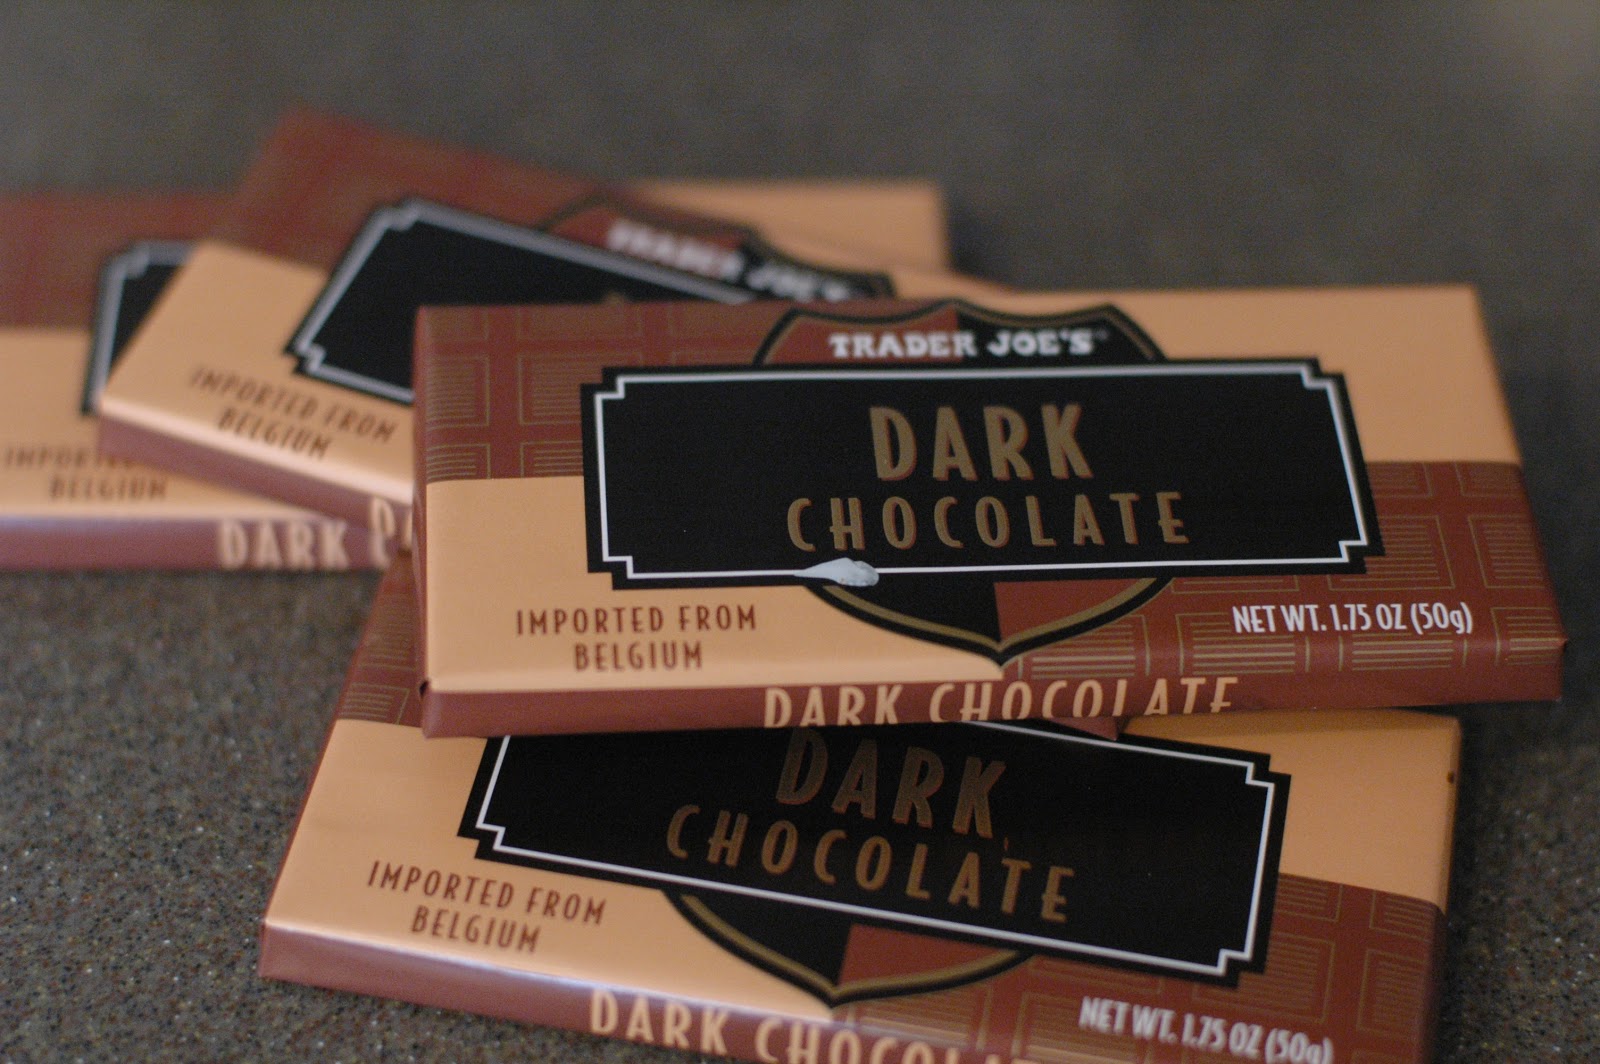 TRADER JOE'S
IMPORTED FROM
BELGIUM
IMPORTED FROM
BELGIUM
DARK
TRADER JOE'S
DARK
CHOCOLATE
IMPORTED FROM
BELGIUM
NET WT. 1.75 OZ (50g)
DARK CHOCOLATE
DARK
CHOCOLATE
IMPORTED FROM
BELGIUM
NET WT. 1.75 OZ (50g)
DARK CHOCOLATE